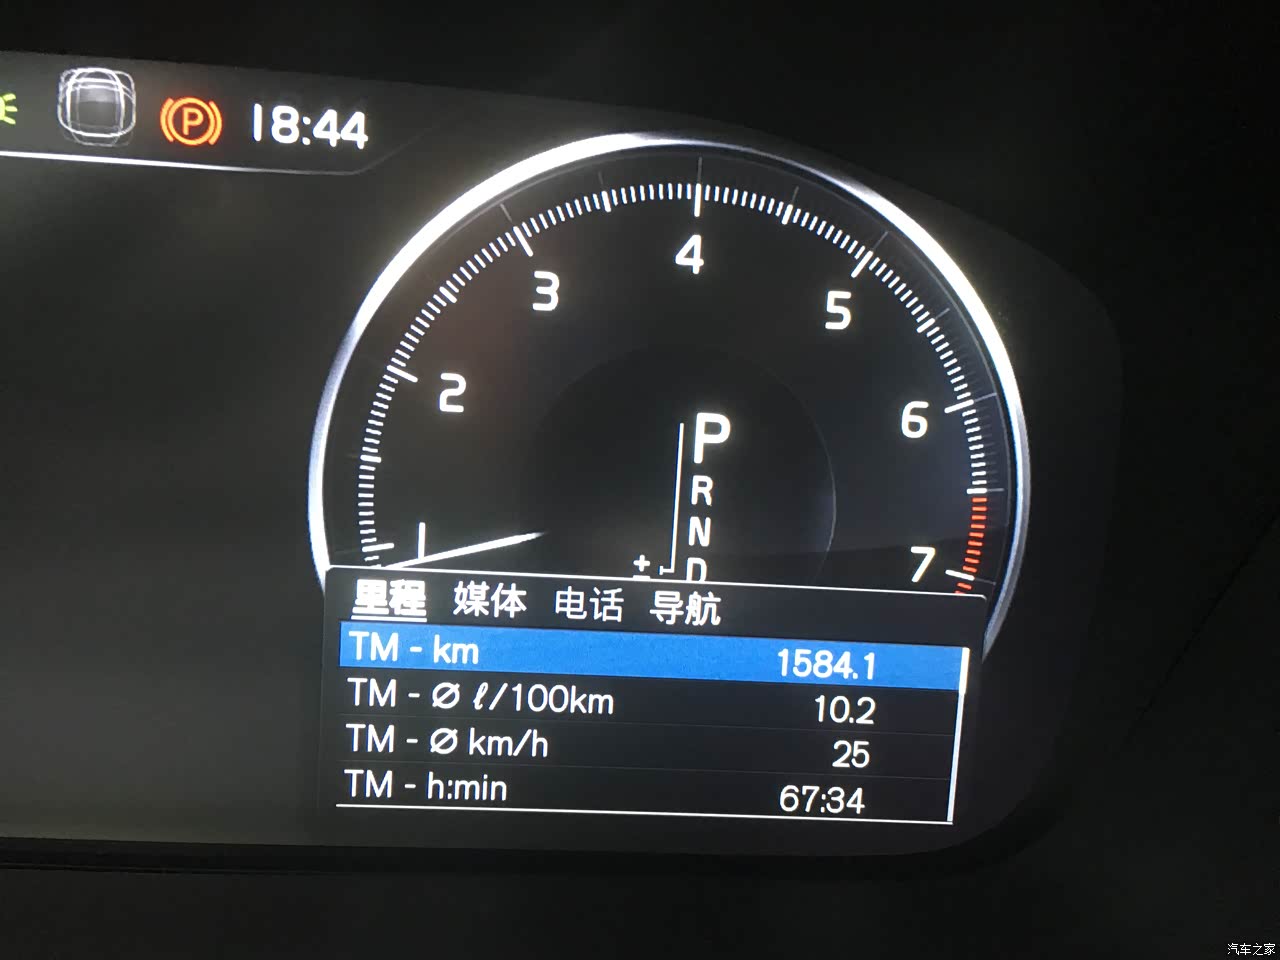 P 18:44
1
2
3
4
5
6
7
P
R
N
D
±
里程 媒体 电话 导航
TM - km 1584.1
TM - Ø ℓ/100km 10.2
TM - Ø km/h 25
TM - h:min 67:34
汽车之家